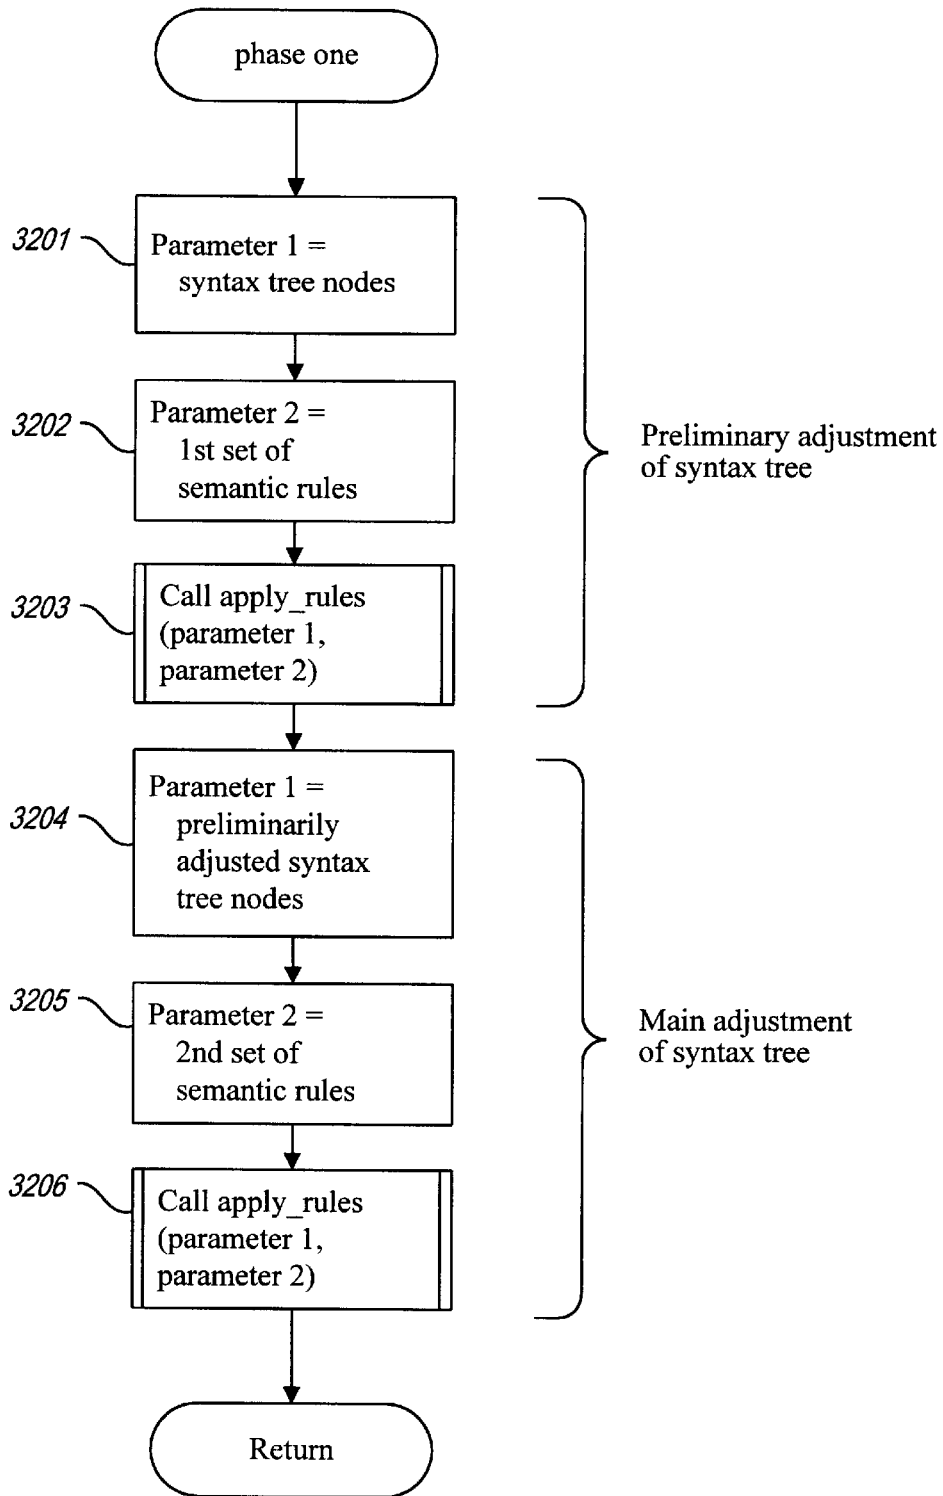 phase one
3201
Parameter 1 =
syntax tree nodes
3202
Parameter 2 =
1st set of
semantic rules
Preliminary adjustment
of syntax tree
3203
Call apply_rules
(parameter 1,
parameter 2)
3204
Parameter 1 =
preliminarily
adjusted syntax
tree nodes
3205
Parameter 2 =
2nd set of
semantic rules
Main adjustment
of syntax tree
3206
Call apply_rules
(parameter 1,
parameter 2)
Return